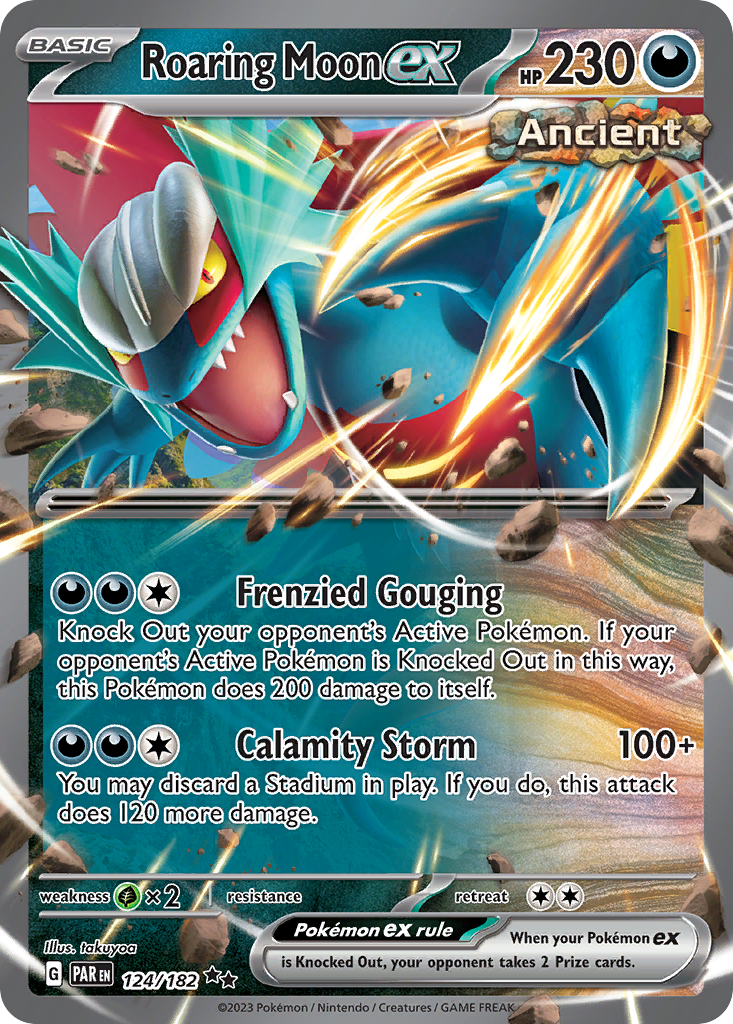 BASIC
Roaring Moon ex
HP 230
Ancient
Frenzied Gouging
Knock Out your opponent's Active Pokémon. If your
opponent's Active Pokémon is Knocked Out in this way,
this Pokémon does 200 damage to itself.
Calamity Storm 100+
You may discard a Stadium in play. If you do, this attack
does 120 more damage.
weakness ×2 resistance retreat
Pokémon ex rule
When your Pokémon ex
is Knocked Out, your opponent takes 2 Prize cards.
Illus. takuyoa
G PAR EN 124/182
©2023 Pokémon / Nintendo / Creatures / GAME FREAK